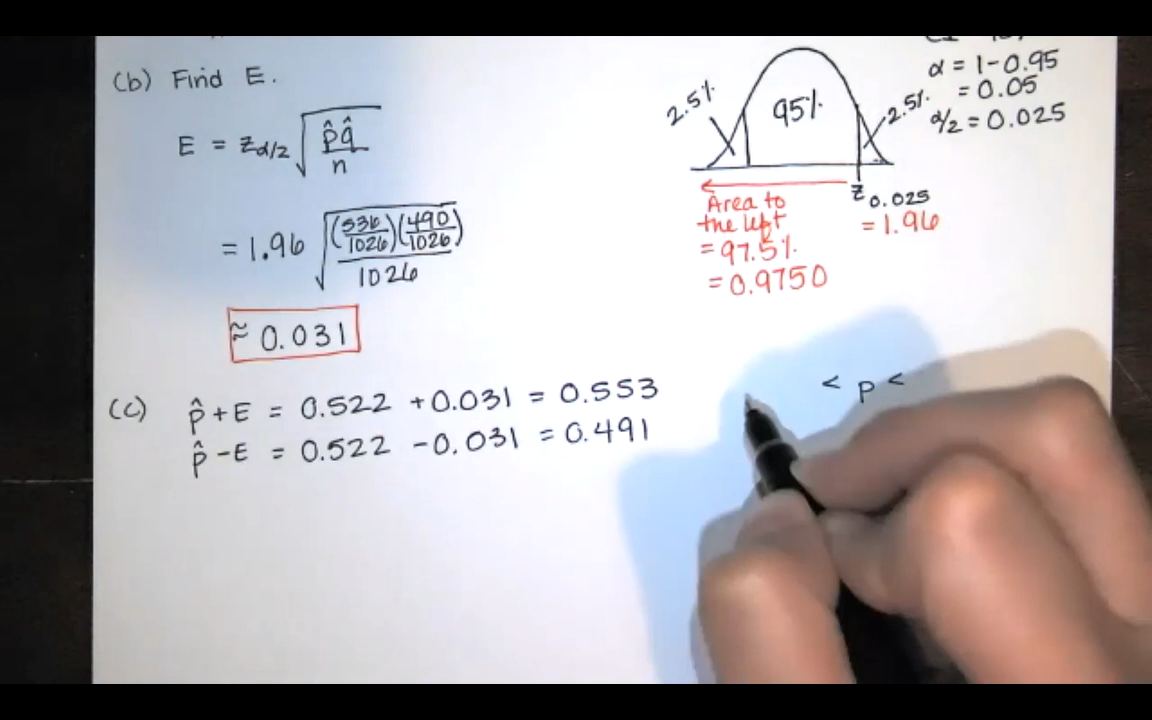 (b) Find E.
E = z α/2 √(p̂q̂/n)
= 1.96 √((536/1026)(490/1026)/1026)
≈ 0.031
(c) p̂ + E = 0.522 + 0.031 = 0.553
p̂ - E = 0.522 - 0.031 = 0.491
< p <
2.5%
95%
2.5%
z 0.025
= 1.96
Area to
the left
= 97.5%
= 0.9750
α = 1 - 0.95
= 0.05
α/2 = 0.025